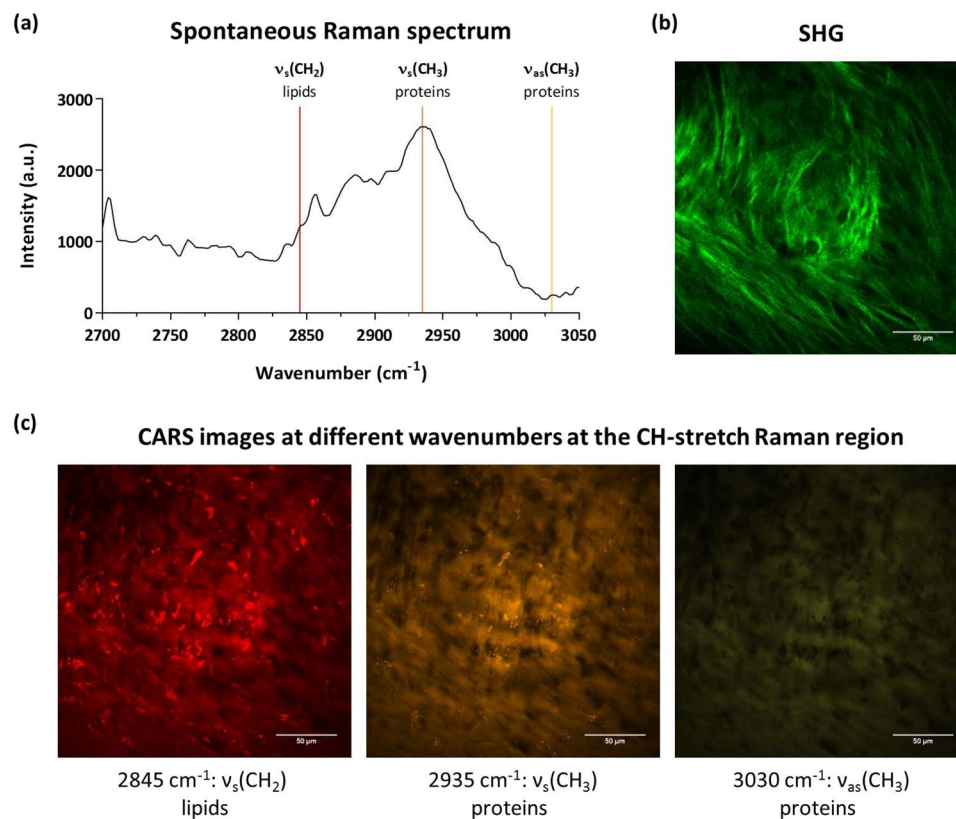 (a)
Spontaneous Raman spectrum
νs(CH2)
lipids
νs(CH3)
proteins
νas(CH3)
proteins
3000
2000
1000
0
Intensity (a.u.)
2700
2750
2800
2850
2900
2950
3000
3050
Wavenumber (cm-1)
(b)
SHG
50 μm
(c)
CARS images at different wavenumbers at the CH-stretch Raman region
50 μm
50 μm
50 μm
2845 cm-1: νs(CH2)
lipids
2935 cm-1: νs(CH3)
proteins
3030 cm-1: νas(CH3)
proteins